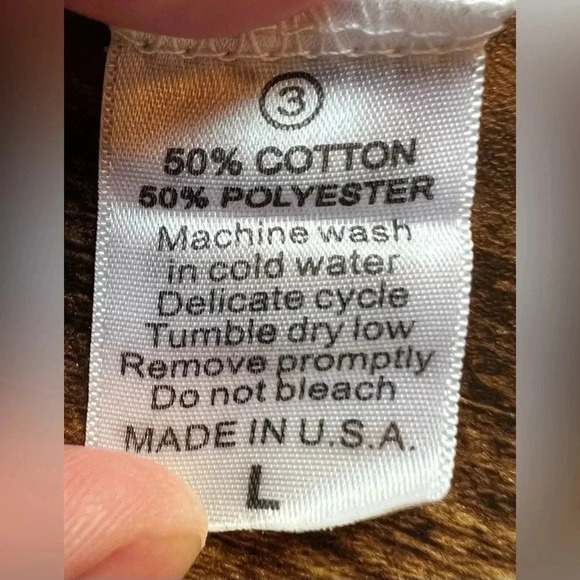 3
50% COTTON
50% POLYESTER
Machine wash
in cold water
Delicate cycle
Tumble dry low
Remove promptly
Do not bleach
MADE IN U.S.A.
L